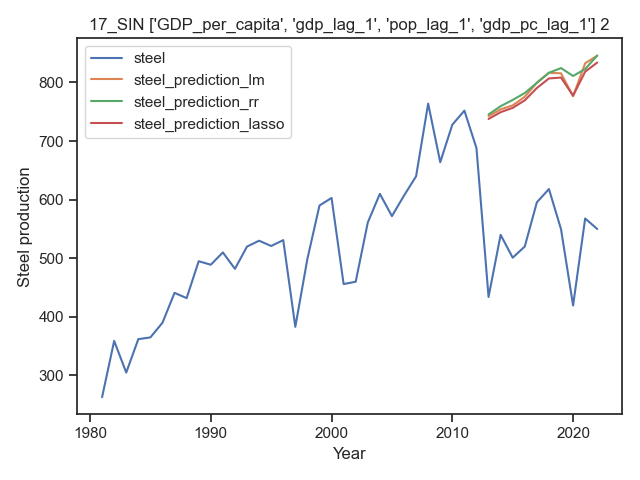 17_SIN ['GDP_per_capita', 'gdp_lag_1', 'pop_lag_1', 'gdp_pc_lag_1'] 2
steel
steel_prediction_lm
steel_prediction_rr
steel_prediction_lasso
Steel production
800
700
600
500
400
300
1980
1990
2000
2010
2020
Year